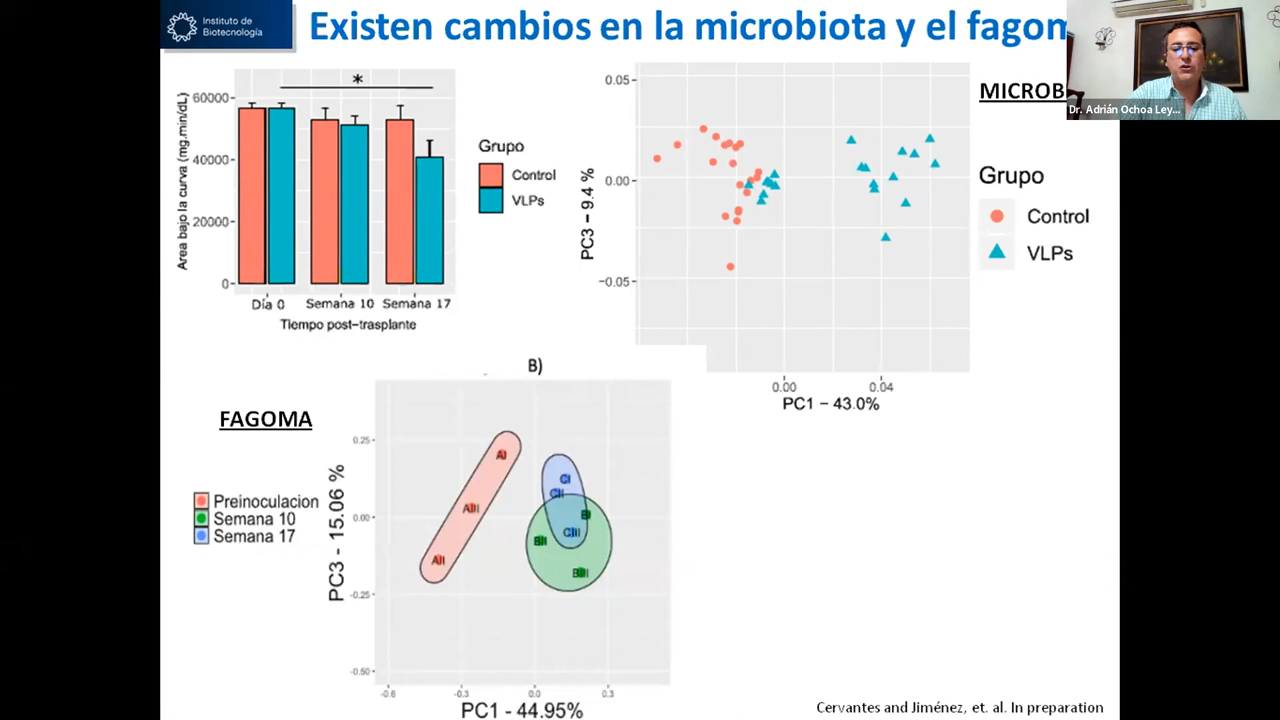 Instituto de
Biotecnología
Existen cambios en la microbiota y el fagom
Dr. Adrián Ochoa Ley...
*
Area bajo la curva (mg.min/dL)
60000
40000
20000
0
Día 0
Semana 10
Semana 17
Tiempo post-trasplante
Grupo
Control
VLPs
MICROB
PC3 - 9.4 %
0.05
0.00
-0.05
0.00
0.04
PC1 - 43.0%
Grupo
Control
VLPs
B)
FAGOMA
Preinoculacion
Semana 10
Semana 17
PC3 - 15.06 %
0.25
0.00
-0.25
-0.50
AI
AIII
AII
CI
CII
BI
CIII
BII
BIII
-0.6
-0.3
0.0
0.3
PC1 - 44.95%
Cervantes and Jiménez, et. al. In preparation